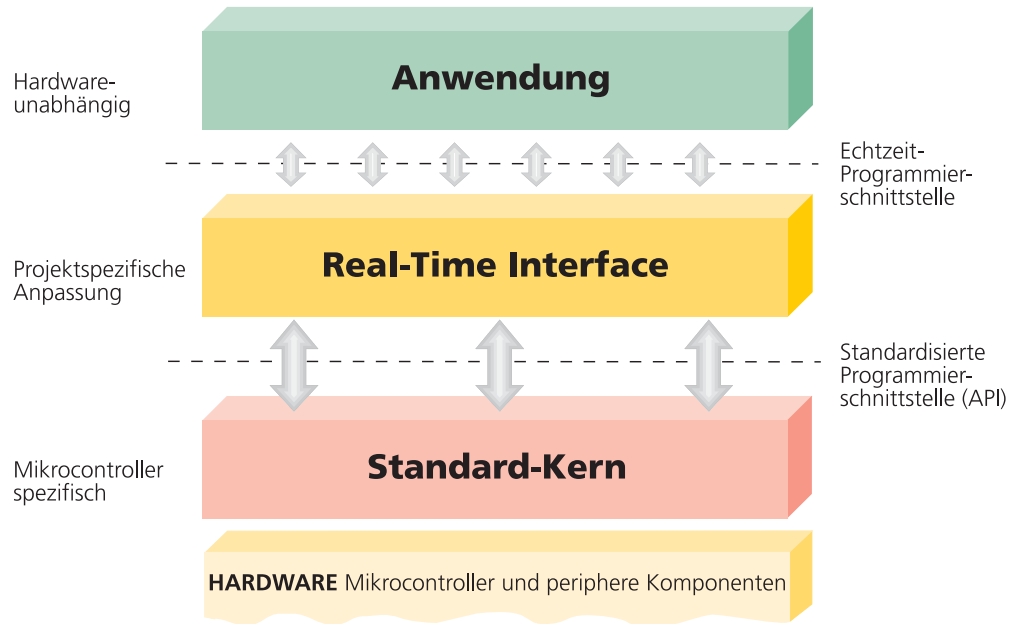 Anwendung
Hardware-
unabhängig
Echtzeit-
Programmier-
schnittstelle
Real-Time Interface
Projektspezifische
Anpassung
Standardisierte
Programmier-
schnittstelle (API)
Standard-Kern
Mikrocontroller
spezifisch
HARDWARE Mikrocontroller und periphere Komponenten